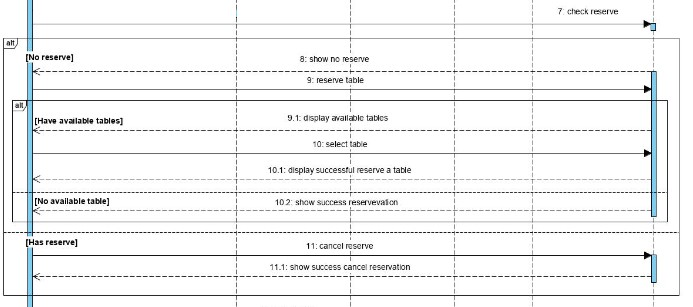 7: check reserve
alt
[No reserve]
8: show no reserve
9: reserve table
alt
[Have available tables]
9.1: display available tables
10: select table
10.1: display successful reserve a table
[No available table]
10.2: show success reservevation
[Has reserve]
11: cancel reserve
11.1: show success cancel reservation